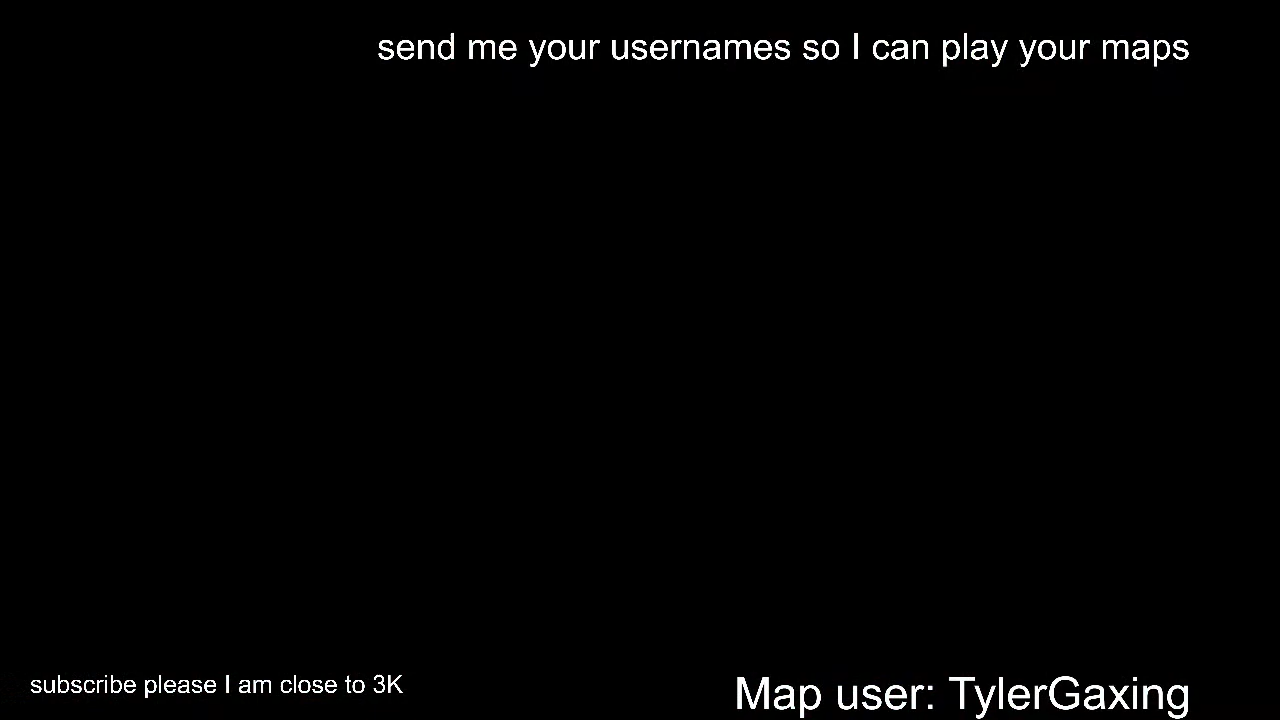 send me your usernames so I can play your maps
subscribe please I am close to 3K
Map user: TylerGaxing